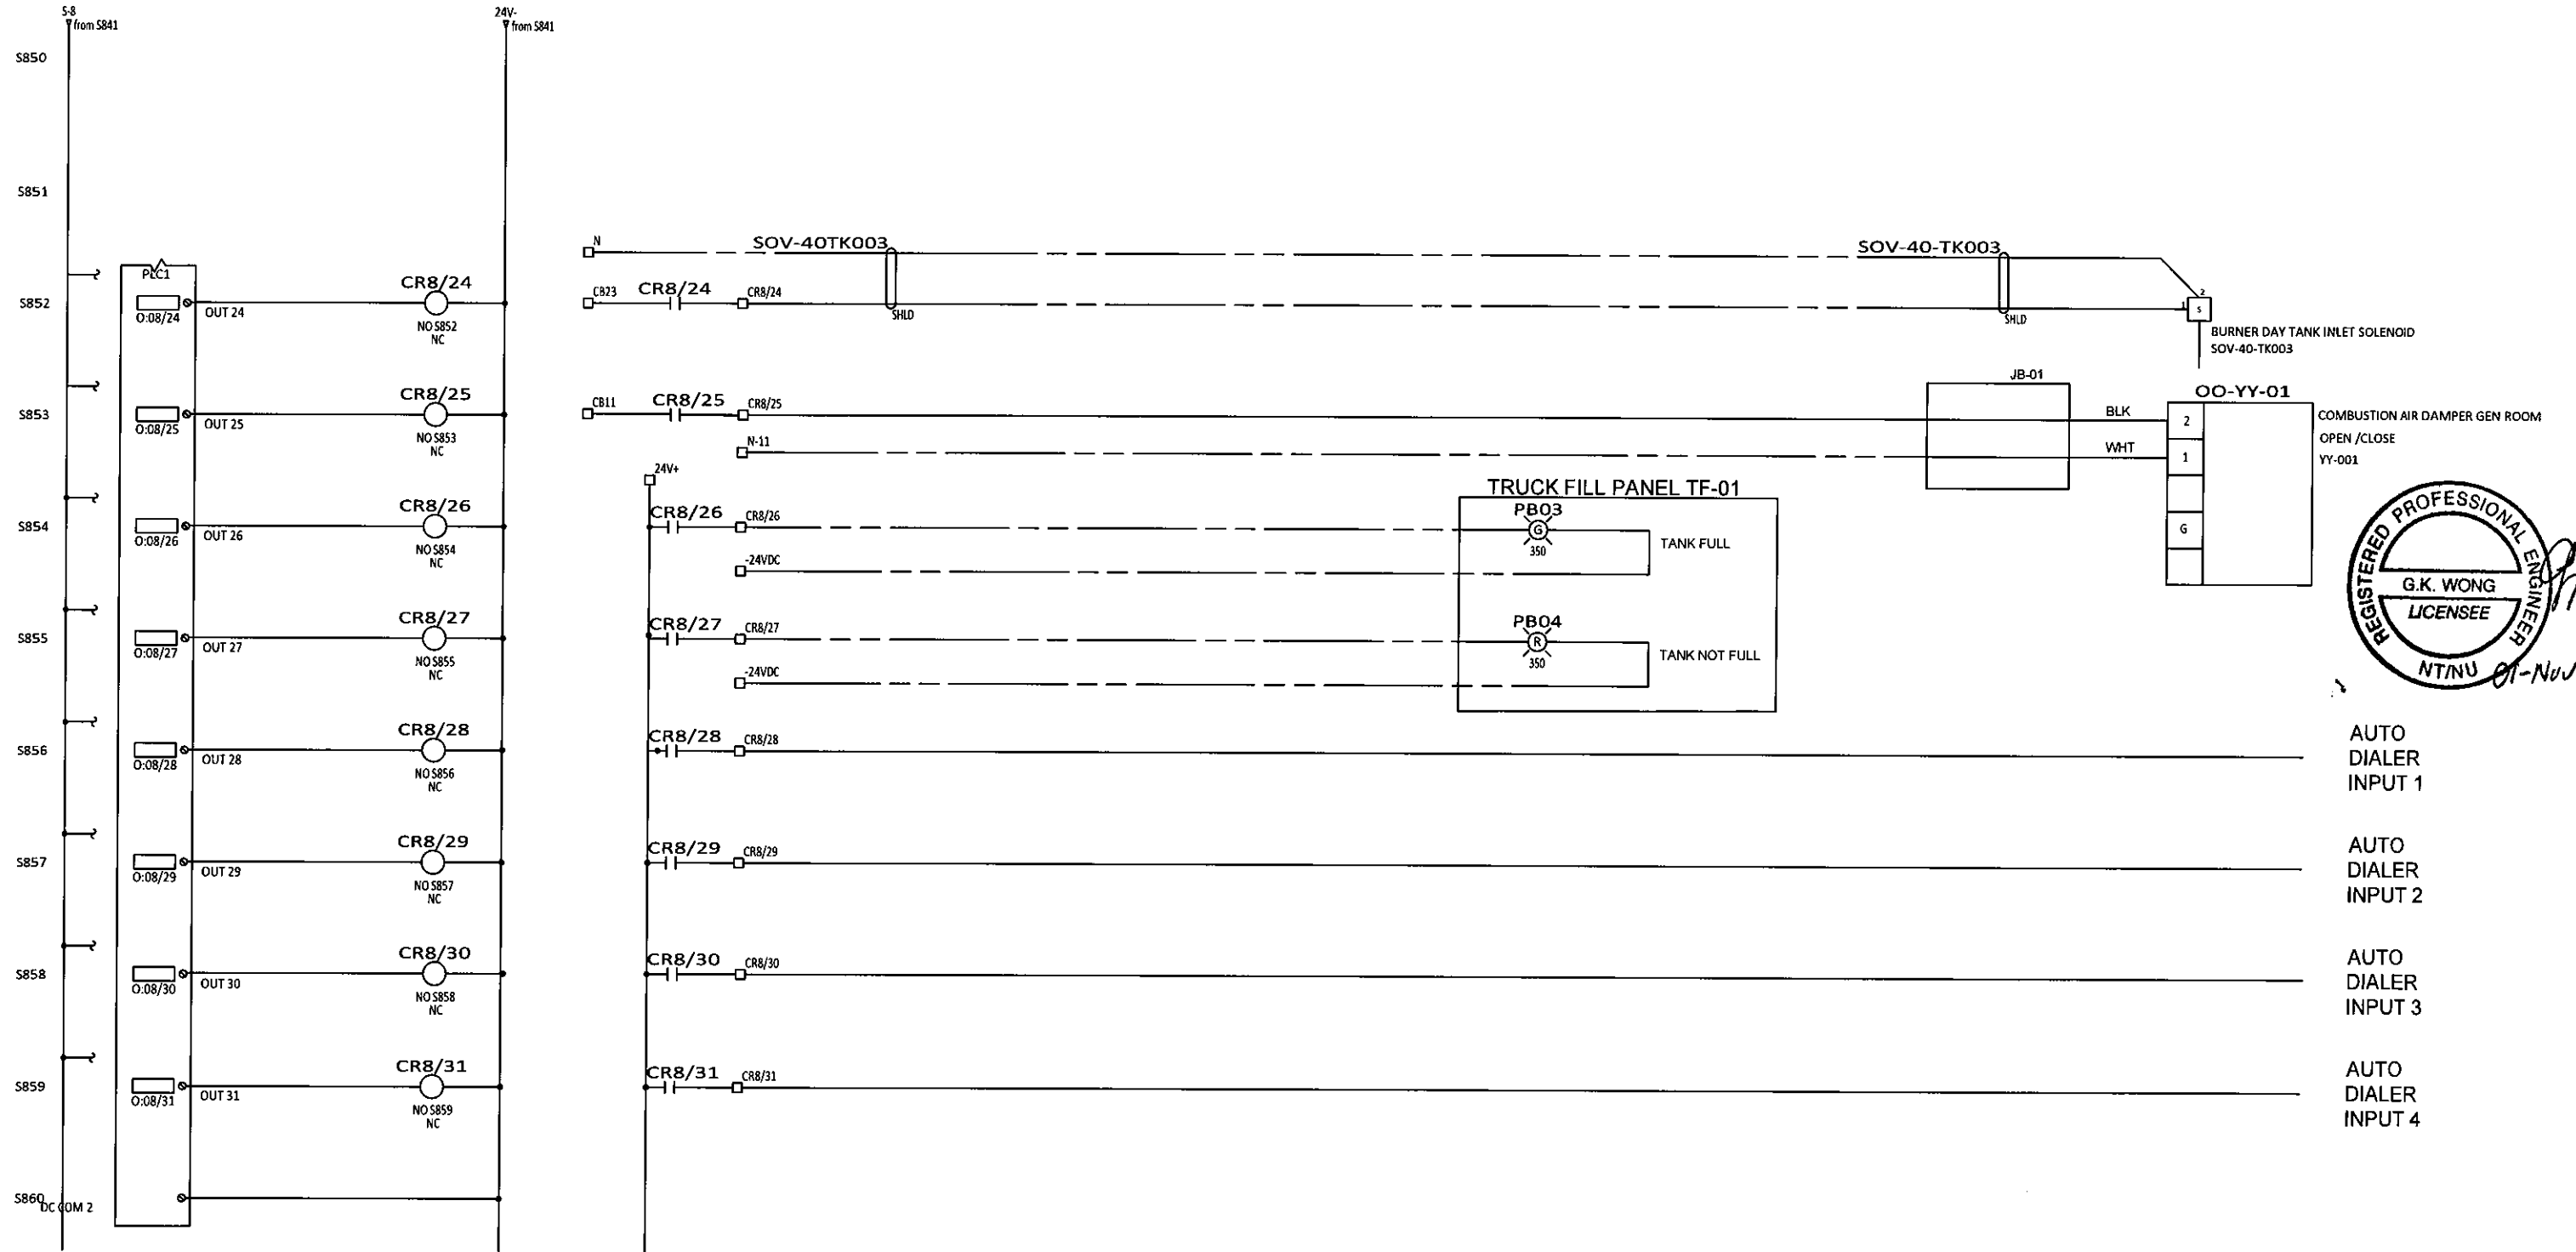 S-8
from S841
24V-
from S841
S850
S851
N
SOV-40TK003
SOV-40-TK003
PLC1
S852
O:08/24
OUT 24
CR8/24
NO S852
NC
CB23
CR8/24
CR8/24
SHLD
SHLD
1
2
S
BURNER DAY TANK INLET SOLENOID
SOV-40-TK003
S853
O:08/25
OUT 25
CR8/25
NO S853
NC
CB11
CR8/25
CR8/25
N-11
JB-01
BLK
WHT
OO-YY-01
2
1
G
COMBUSTION AIR DAMPER GEN ROOM
OPEN /CLOSE
YY-001
24V+
TRUCK FILL PANEL TF-01
S854
O:08/26
OUT 26
CR8/26
NO S854
NC
CR8/26
CR8/26
-24VDC
PB03
G
350
TANK FULL
S855
O:08/27
OUT 27
CR8/27
NO S855
NC
CR8/27
CR8/27
-24VDC
PB04
R
350
TANK NOT FULL
REGISTERED PROFESSIONAL ENGINEER
G.K. WONG
LICENSEE
NT/NU
01-Nov
S856
O:08/28
OUT 28
CR8/28
NO S856
NC
CR8/28
CR8/28
AUTO
DIALER
INPUT 1
S857
O:08/29
OUT 29
CR8/29
NO S857
NC
CR8/29
CR8/29
AUTO
DIALER
INPUT 2
S858
O:08/30
OUT 30
CR8/30
NO S858
NC
CR8/30
CR8/30
AUTO
DIALER
INPUT 3
S859
O:08/31
OUT 31
CR8/31
NO S859
NC
CR8/31
CR8/31
AUTO
DIALER
INPUT 4
S860
DC COM 2